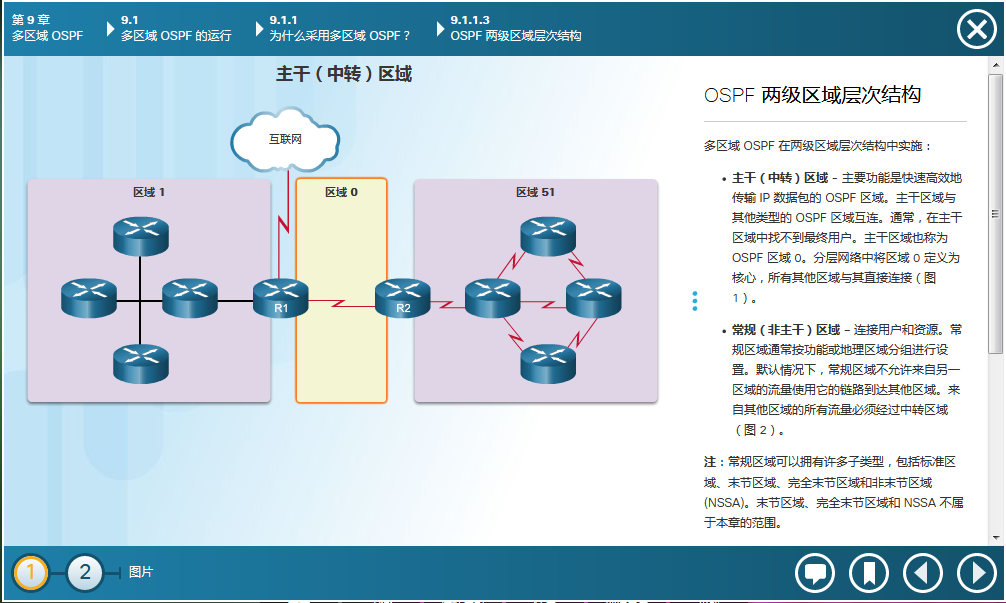 第 9 章
多区域 OSPF
9.1
多区域 OSPF 的运行
9.1.1
为什么采用多区域 OSPF？
9.1.1.3
OSPF 两级区域层次结构
主干（中转）区域
互联网
区域 1
区域 0
区域 51
R1
R2
OSPF 两级区域层次结构
多区域 OSPF 在两级区域层次结构中实施：
• 主干（中转）区域 – 主要功能是快速高效地
传输 IP 数据包的 OSPF 区域。主干区域与
其他类型的 OSPF 区域互连。通常，在主干
区域中找不到最终用户。主干区域也称为
OSPF 区域 0。分层网络中将区域 0 定义为
核心，所有其他区域与其直接连接（图
1）。
• 常规（非主干）区域 – 连接用户和资源。常
规区域通常按功能或地理区域分组进行设
置。默认情况下，常规区域不允许来自另一
区域的流量使用它的链路到达其他区域。来
自其他区域的所有流量必须经过中转区域
（图 2）。
注：常规区域可以拥有许多子类型，包括标准区
域、末节区域、完全末节区域和非末节区域
(NSSA)。末节区域、完全末节区域和 NSSA 不属
于本章的范围。
1
2
图片